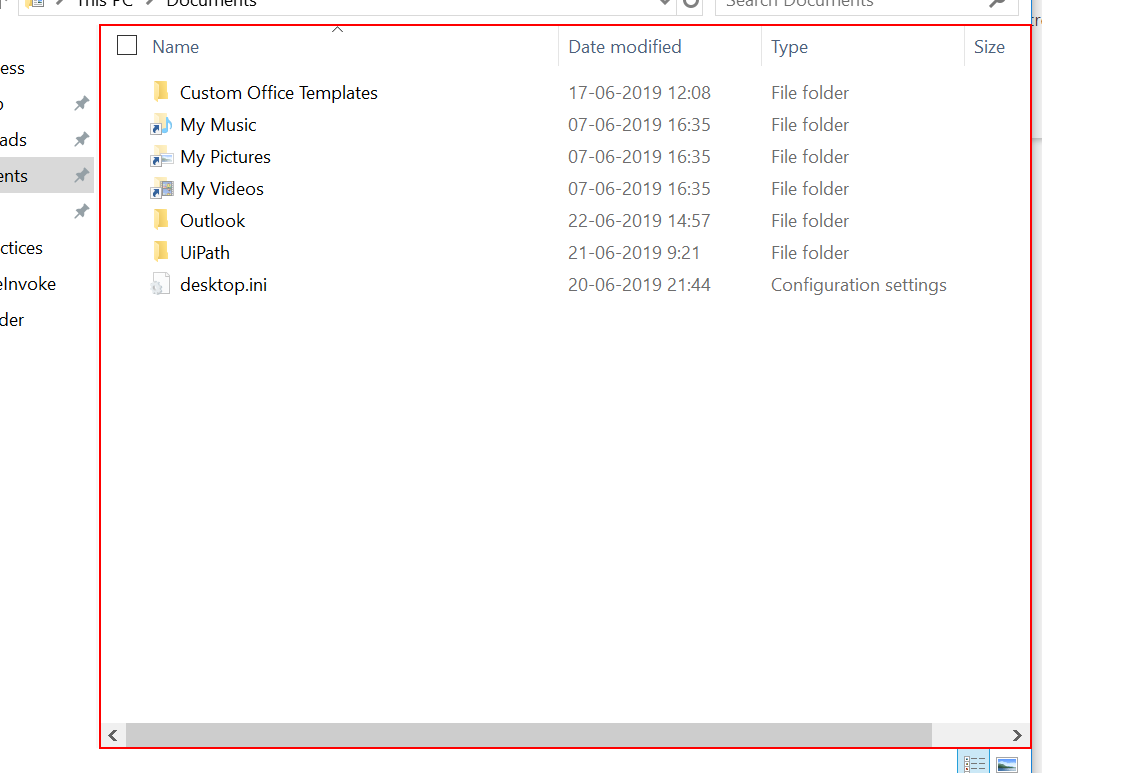 This PC Documents Search Documents
Name Date modified Type Size
Custom Office Templates 17-06-2019 12:08 File folder
My Music 07-06-2019 16:35 File folder
My Pictures 07-06-2019 16:35 File folder
My Videos 07-06-2019 16:35 File folder
Outlook 22-06-2019 14:57 File folder
UiPath 21-06-2019 9:21 File folder
desktop.ini 20-06-2019 21:44 Configuration settings
ess
ads
ents
ctices
eInvoke
der